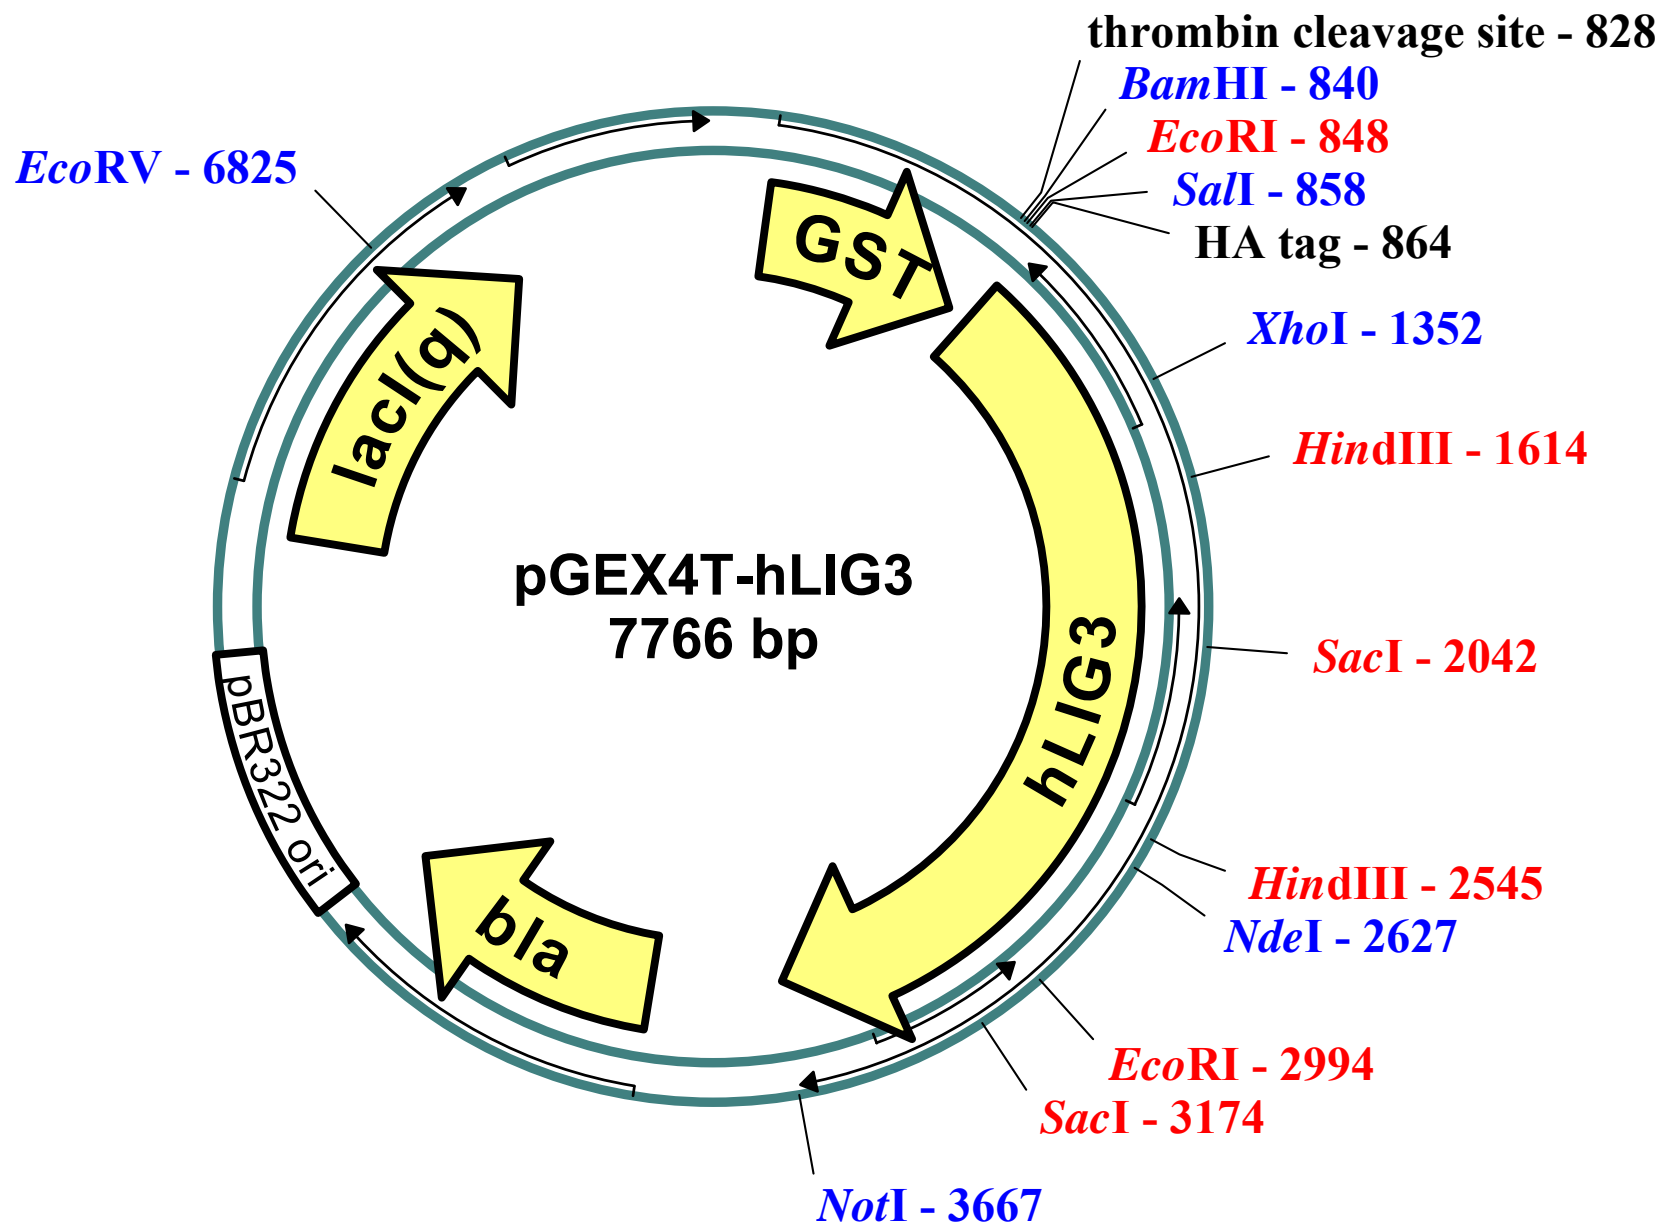 thrombin cleavage site - 828
BamHI - 840
EcoRI - 848
SalI - 858
HA tag - 864
XhoI - 1352
HindIII - 1614
SacI - 2042
HindIII - 2545
NdeI - 2627
EcoRI - 2994
SacI - 3174
NotI - 3667
EcoRV - 6825
GST
hLIG3
bla
pBR322 ori
lacI(q)
pGEX4T-hLIG3
7766 bp